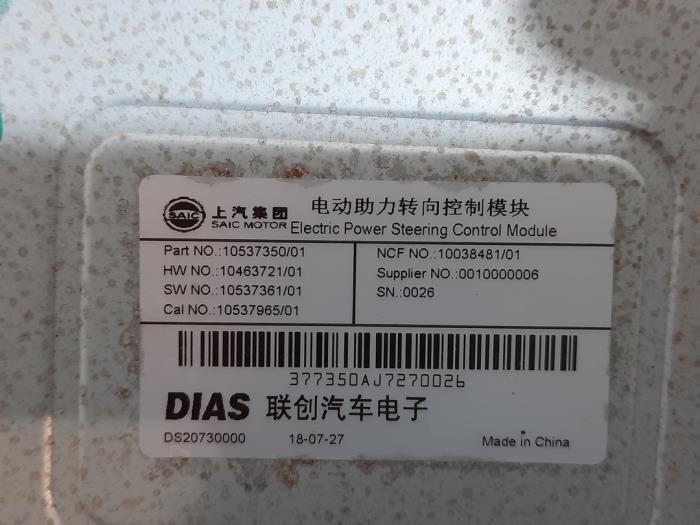 SAIC 上汽集团 电动助力转向控制模块
SAIC MOTOR Electric Power Steering Control Module
Part NO.:10537350/01 NCF NO.:10038481/01
HW NO.:10463721/01 Supplier NO.:0010000006
SW NO.:10537361/01 SN.:0026
Cal NO.:10537965/01
377350AJ7270026
DIAS 联创汽车电子
DS20730000 18-07-27 Made in China